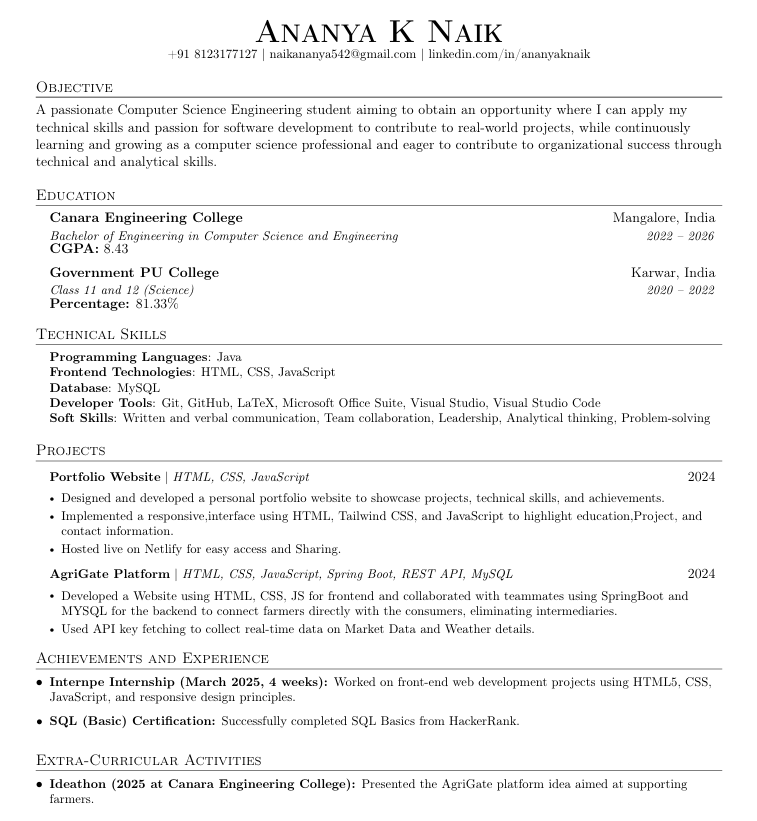 Ananya K Naik
+91 8123177127 | naikananya542@gmail.com | linkedin.com/in/ananyaknaik
Objective
A passionate Computer Science Engineering student aiming to obtain an opportunity where I can apply my
technical skills and passion for software development to contribute to real-world projects, while continuously
learning and growing as a computer science professional and eager to contribute to organizational success through
technical and analytical skills.
Education
Canara Engineering College Mangalore, India
Bachelor of Engineering in Computer Science and Engineering 2022 – 2026
CGPA: 8.43
Government PU College Karwar, India
Class 11 and 12 (Science) 2020 – 2022
Percentage: 81.33%
Technical Skills
Programming Languages: Java
Frontend Technologies: HTML, CSS, JavaScript
Database: MySQL
Developer Tools: Git, GitHub, LaTeX, Microsoft Office Suite, Visual Studio, Visual Studio Code
Soft Skills: Written and verbal communication, Team collaboration, Leadership, Analytical thinking, Problem-solving
Projects
Portfolio Website | HTML, CSS, JavaScript 2024
• Designed and developed a personal portfolio website to showcase projects, technical skills, and achievements.
• Implemented a responsive,interface using HTML, Tailwind CSS, and JavaScript to highlight education,Project, and
contact information.
• Hosted live on Netlify for easy access and Sharing.
AgriGate Platform | HTML, CSS, JavaScript, Spring Boot, REST API, MySQL 2024
• Developed a Website using HTML, CSS, JS for frontend and collaborated with teammates using SpringBoot and
MYSQL for the backend to connect farmers directly with the consumers, eliminating intermediaries.
• Used API key fetching to collect real-time data on Market Data and Weather details.
Achievements and Experience
• Internpe Internship (March 2025, 4 weeks): Worked on front-end web development projects using HTML5, CSS,
JavaScript, and responsive design principles.
• SQL (Basic) Certification: Successfully completed SQL Basics from HackerRank.
Extra-Curricular Activities
• Ideathon (2025 at Canara Engineering College): Presented the AgriGate platform idea aimed at supporting
farmers.